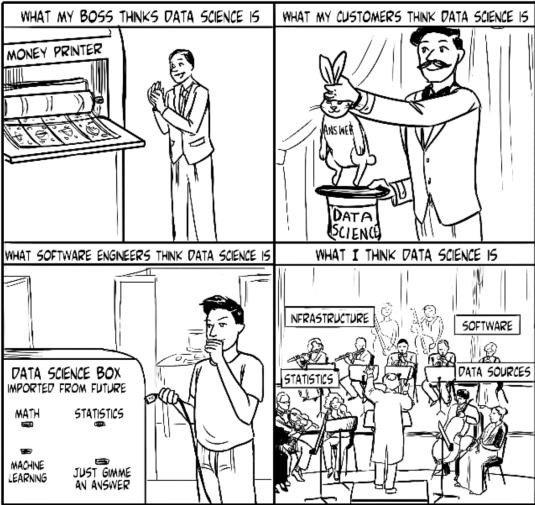 WHAT MY BOSS THINKS DATA SCIENCE IS
MONEY PRINTER
WHAT MY CUSTOMERS THINK DATA SCIENCE IS
ANSWER
DATA
SCIENCE
WHAT SOFTWARE ENGINEERS THINK DATA SCIENCE IS
DATA SCIENCE BOX
IMPORTED FROM FUTURE
MATH
STATISTICS
MACHINE
LEARNING
JUST GIMME
AN ANSWER
WHAT I THINK DATA SCIENCE IS
NFRASTRUCTURE
SOFTWARE
STATISTICS
DATA SOURCES